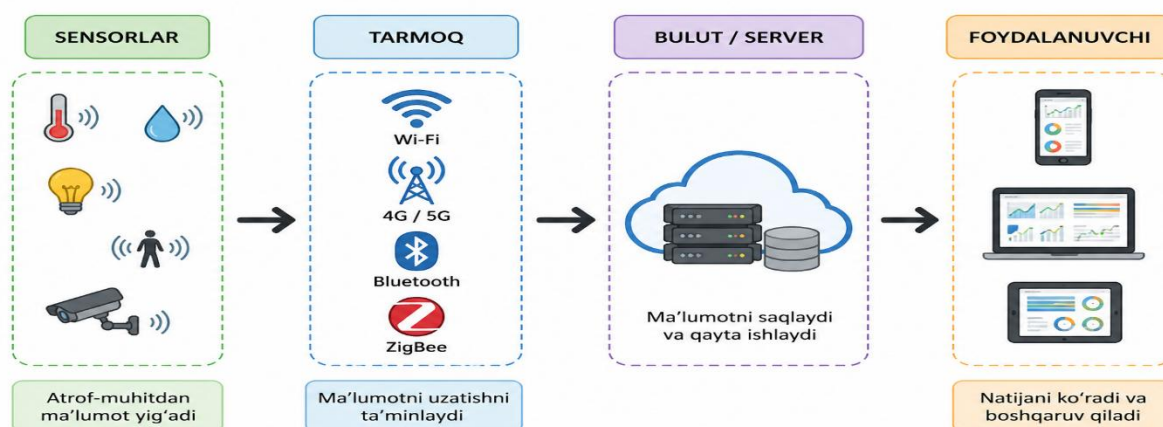 SENSORLAR
TARMOQ
BULUT / SERVER
FOYDALANUVCHI
Wi-Fi
4G / 5G
Bluetooth
ZigBee
Ma’lumotni saqlaydi
va qayta ishlaydi
Atrof-muhitdan
ma’lumot yig‘adi
Ma’lumotni uzatishni
ta’minlaydi
Natijani ko‘radi va
boshqaruv qiladi